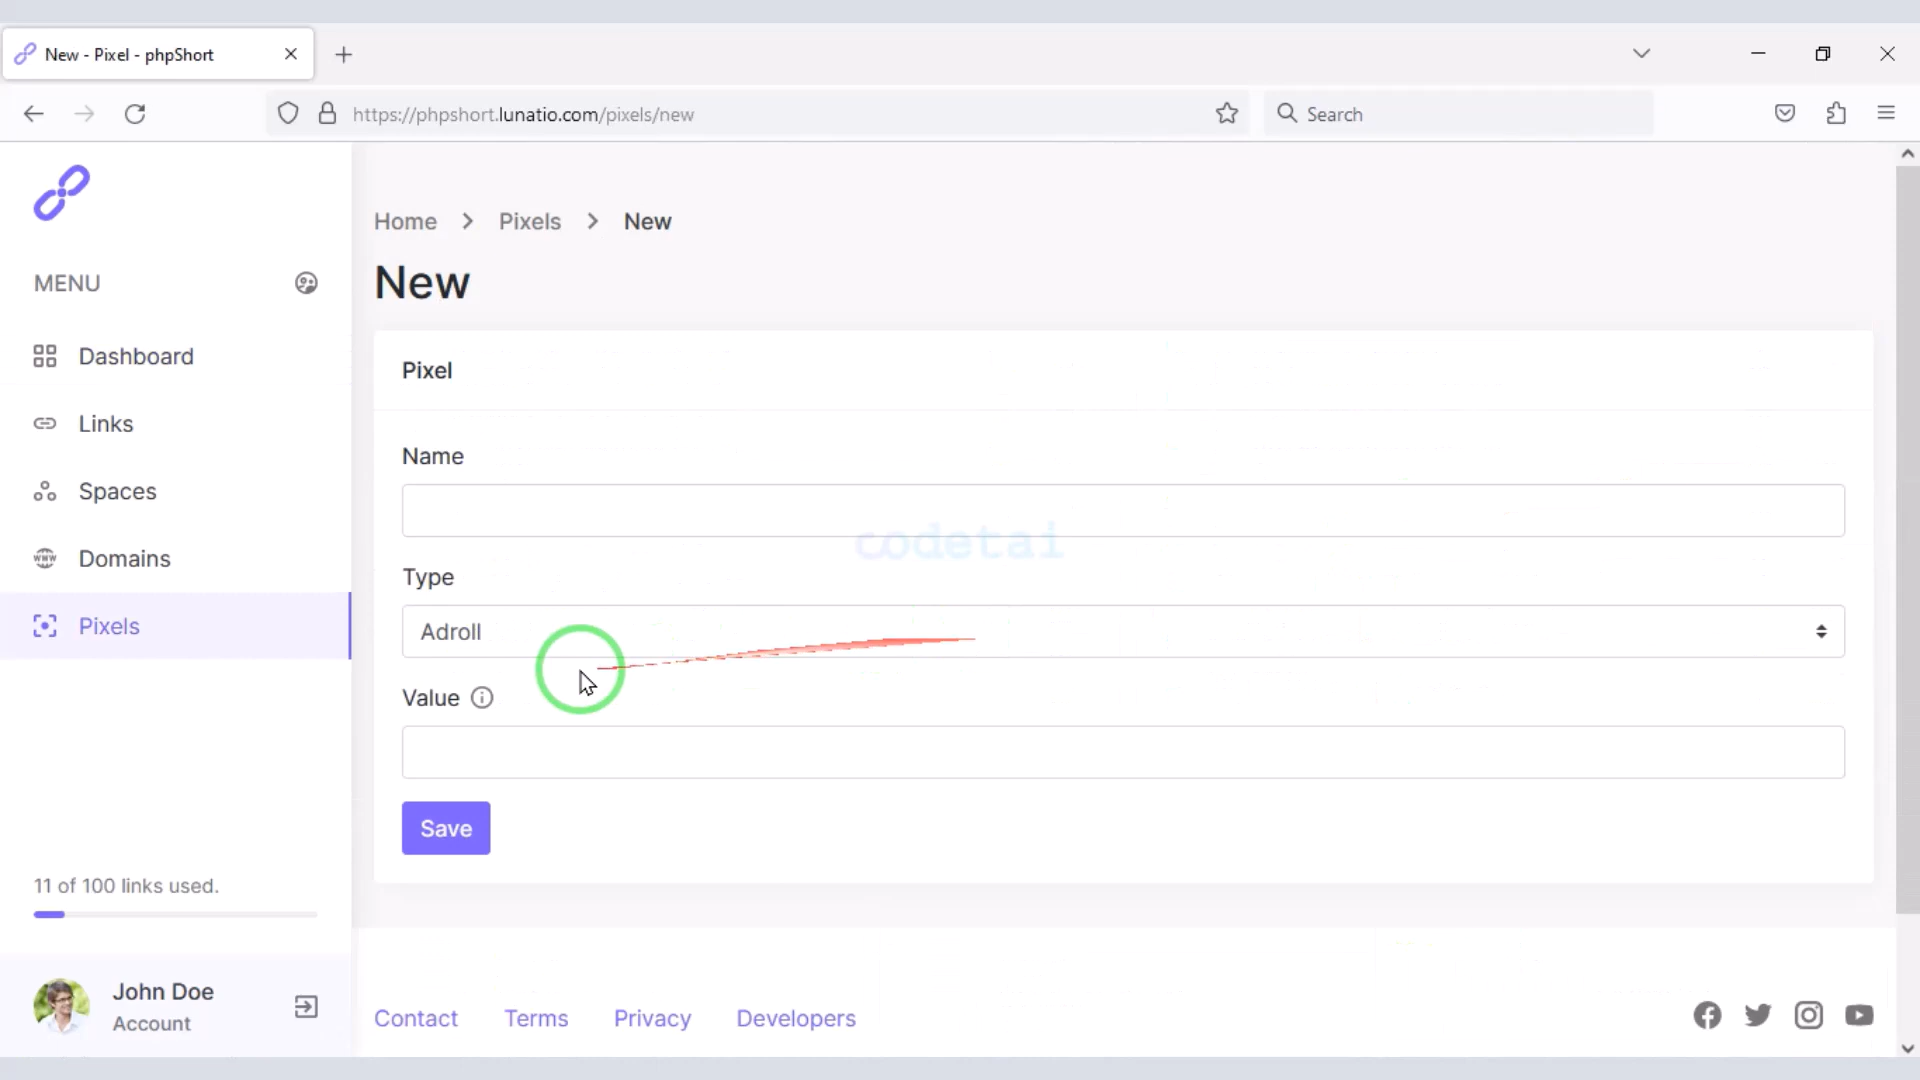 New - Pixel - phpShort
https://phpshort.lunatio.com/pixels/new
Search
MENU
Dashboard
Links
Spaces
WWW
Domains
Pixels
11 of 100 links used.
John Doe
Account
Home > Pixels > New
New
Pixel
Name
codetai
Type
Adroll
Value
Save
Contact
Terms
Privacy
Developers